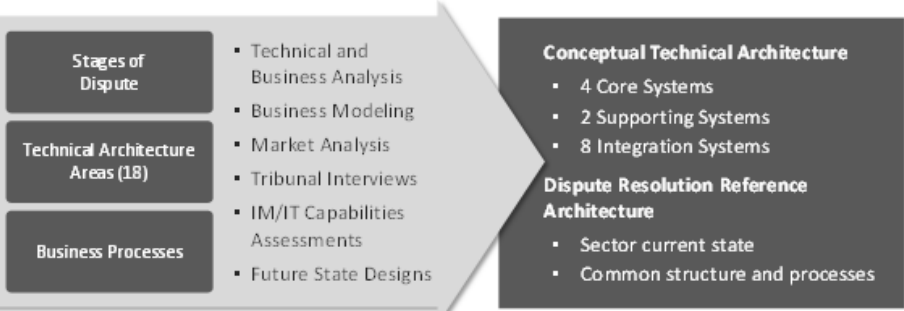 Stages of
Dispute
Technical Architecture
Areas (18)
Business Processes
▪ Technical and
Business Analysis
▪ Business Modeling
▪ Market Analysis
▪ Tribunal Interviews
▪ IM/IT Capabilities
Assessments
▪ Future State Designs
Conceptual Technical Architecture
▪ 4 Core Systems
▪ 2 Supporting Systems
▪ 8 Integration Systems
Dispute Resolution Reference
Architecture
▪ Sector current state
▪ Common structure and processes